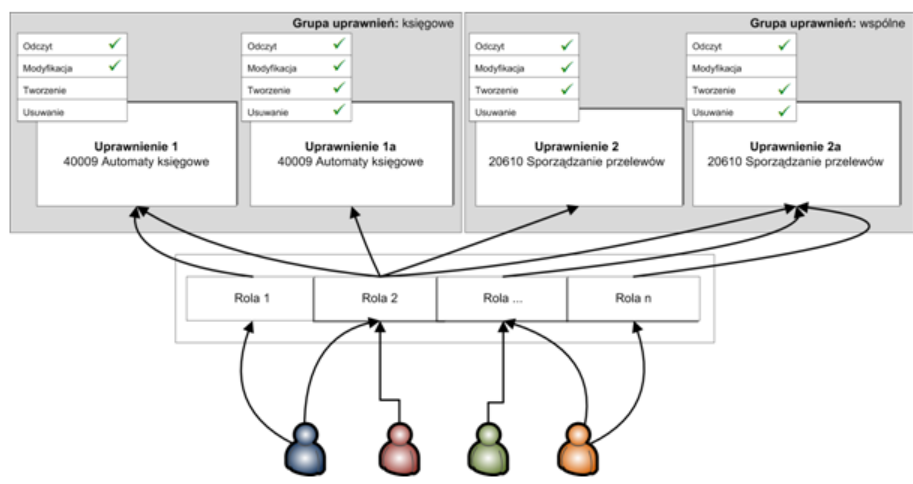 Grupa uprawnień: księgowe
Odczyt
Modyfikacja
Tworzenie
Usuwanie
Uprawnienie 1
40009 Automaty księgowe
Odczyt
Modyfikacja
Tworzenie
Usuwanie
Uprawnienie 1a
40009 Automaty księgowe
Grupa uprawnień: wspólne
Odczyt
Modyfikacja
Tworzenie
Usuwanie
Uprawnienie 2
20610 Sporządzanie przelewów
Odczyt
Modyfikacja
Tworzenie
Usuwanie
Uprawnienie 2a
20610 Sporządzanie przelewów
Rola 1
Rola 2
Rola ...
Rola n